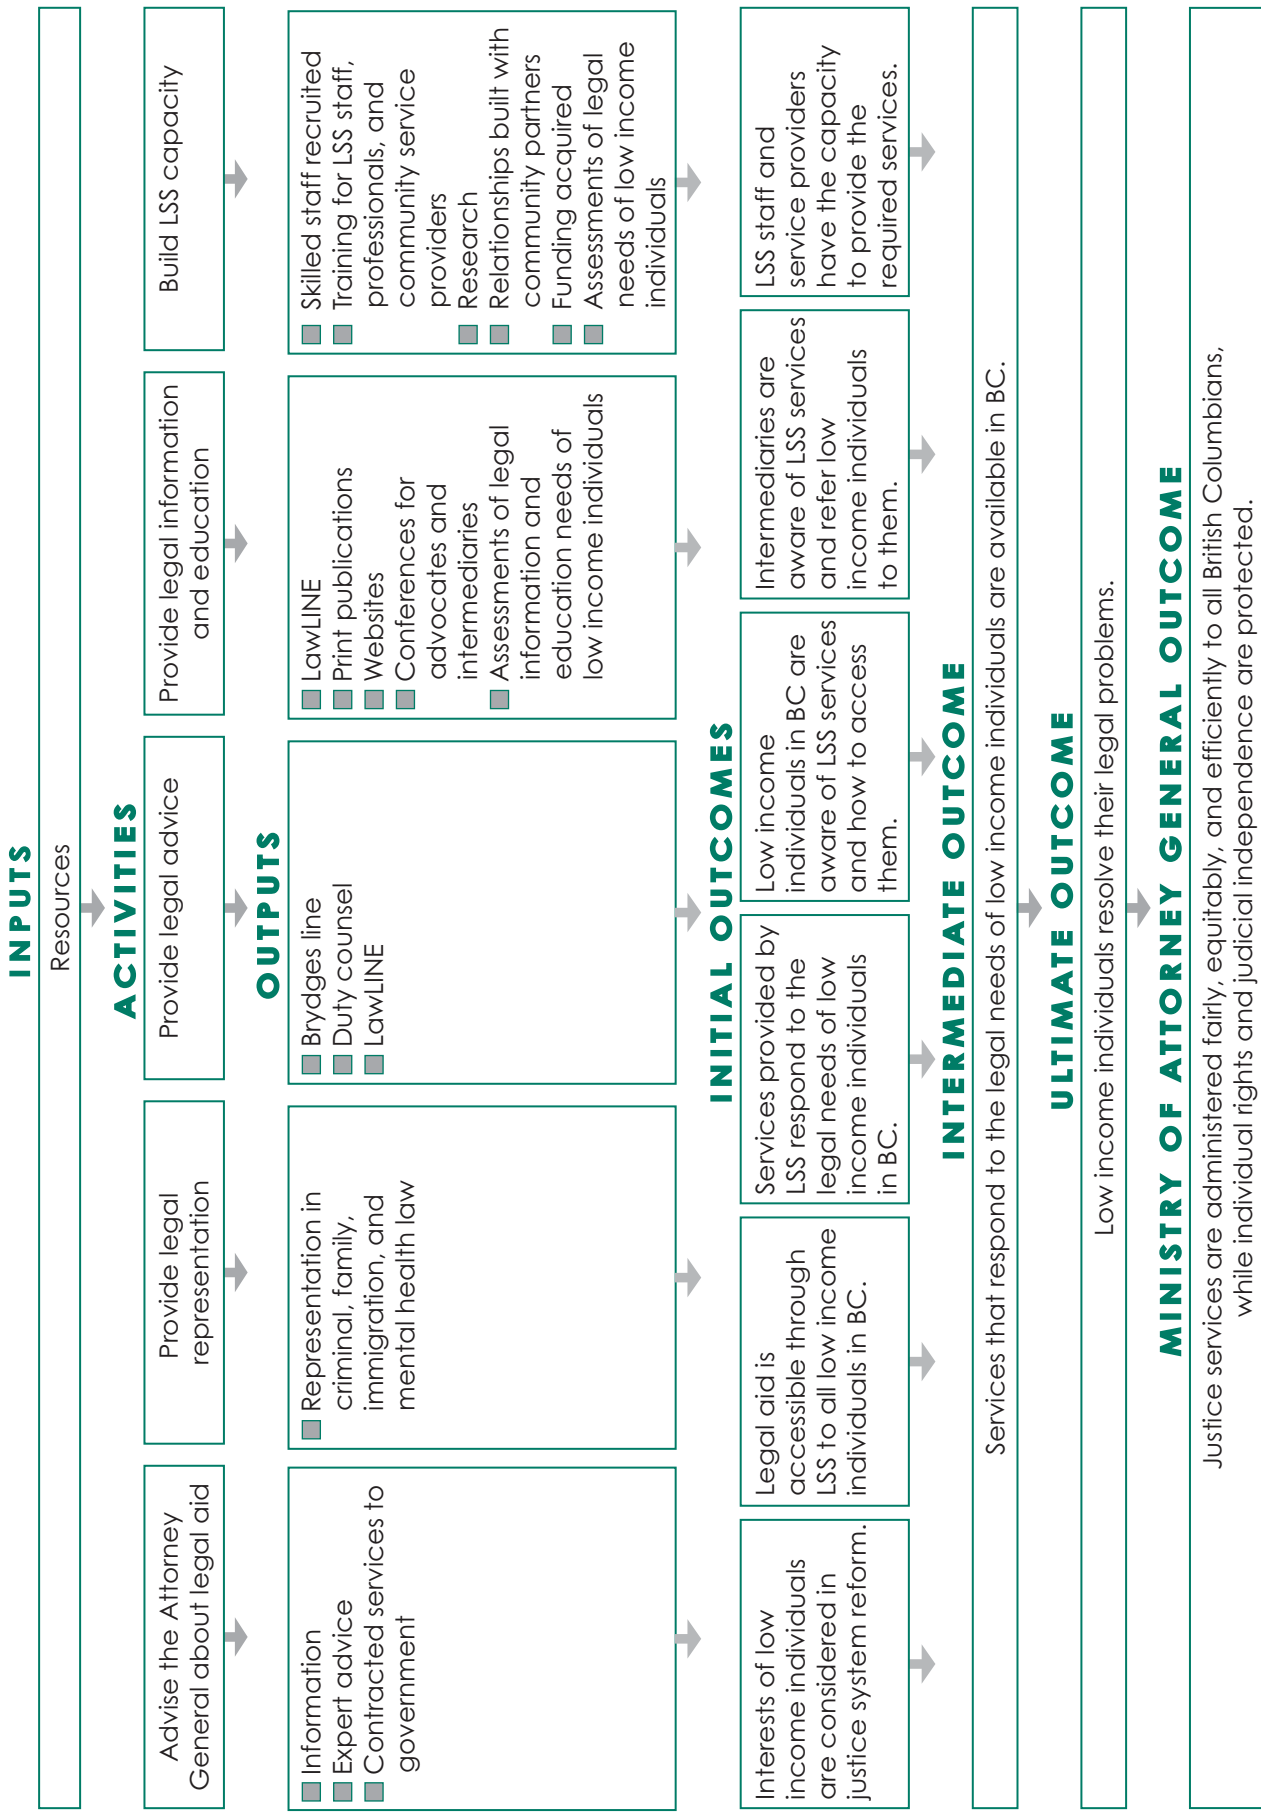 INPUTS
Resources
ACTIVITIES
Advise the Attorney
General about legal aid
Provide legal
representation
Provide legal advice
Provide legal information
and education
Build LSS capacity
OUTPUTS
Information
Expert advice
Contracted services to
government
Representation in
criminal, family,
immigration, and
mental health law
Brydges line
Duty counsel
LawLINE
LawLINE
Print publications
Websites
Conferences for
advocates and
intermediaries
Assessments of legal
information and
education needs of
low income individuals
Skilled staff recruited
Training for LSS staff,
professionals, and
community service
providers
Research
Relationships built with
community partners
Funding acquired
Assessments of legal
needs of low income
individuals
INITIAL OUTCOMES
Interests of low
income individuals
are considered in
justice system reform.
Legal aid is
accessible through
LSS to all low income
individuals in BC.
Services provided by
LSS respond to the
legal needs of low
income individuals
in BC.
Low income
individuals in BC are
aware of LSS services
and how to access
them.
Intermediaries are
aware of LSS services
and refer low
income individuals
to them.
LSS staff and
service providers
have the capacity
to provide the
required services.
INTERMEDIATE OUTCOME
Services that respond to the legal needs of low income individuals are available in BC.
ULTIMATE OUTCOME
Low income individuals resolve their legal problems.
MINISTRY OF ATTORNEY GENERAL OUTCOME
Justice services are administered fairly, equitably, and efficiently to all British Columbians,
while individual rights and judicial independence are protected.